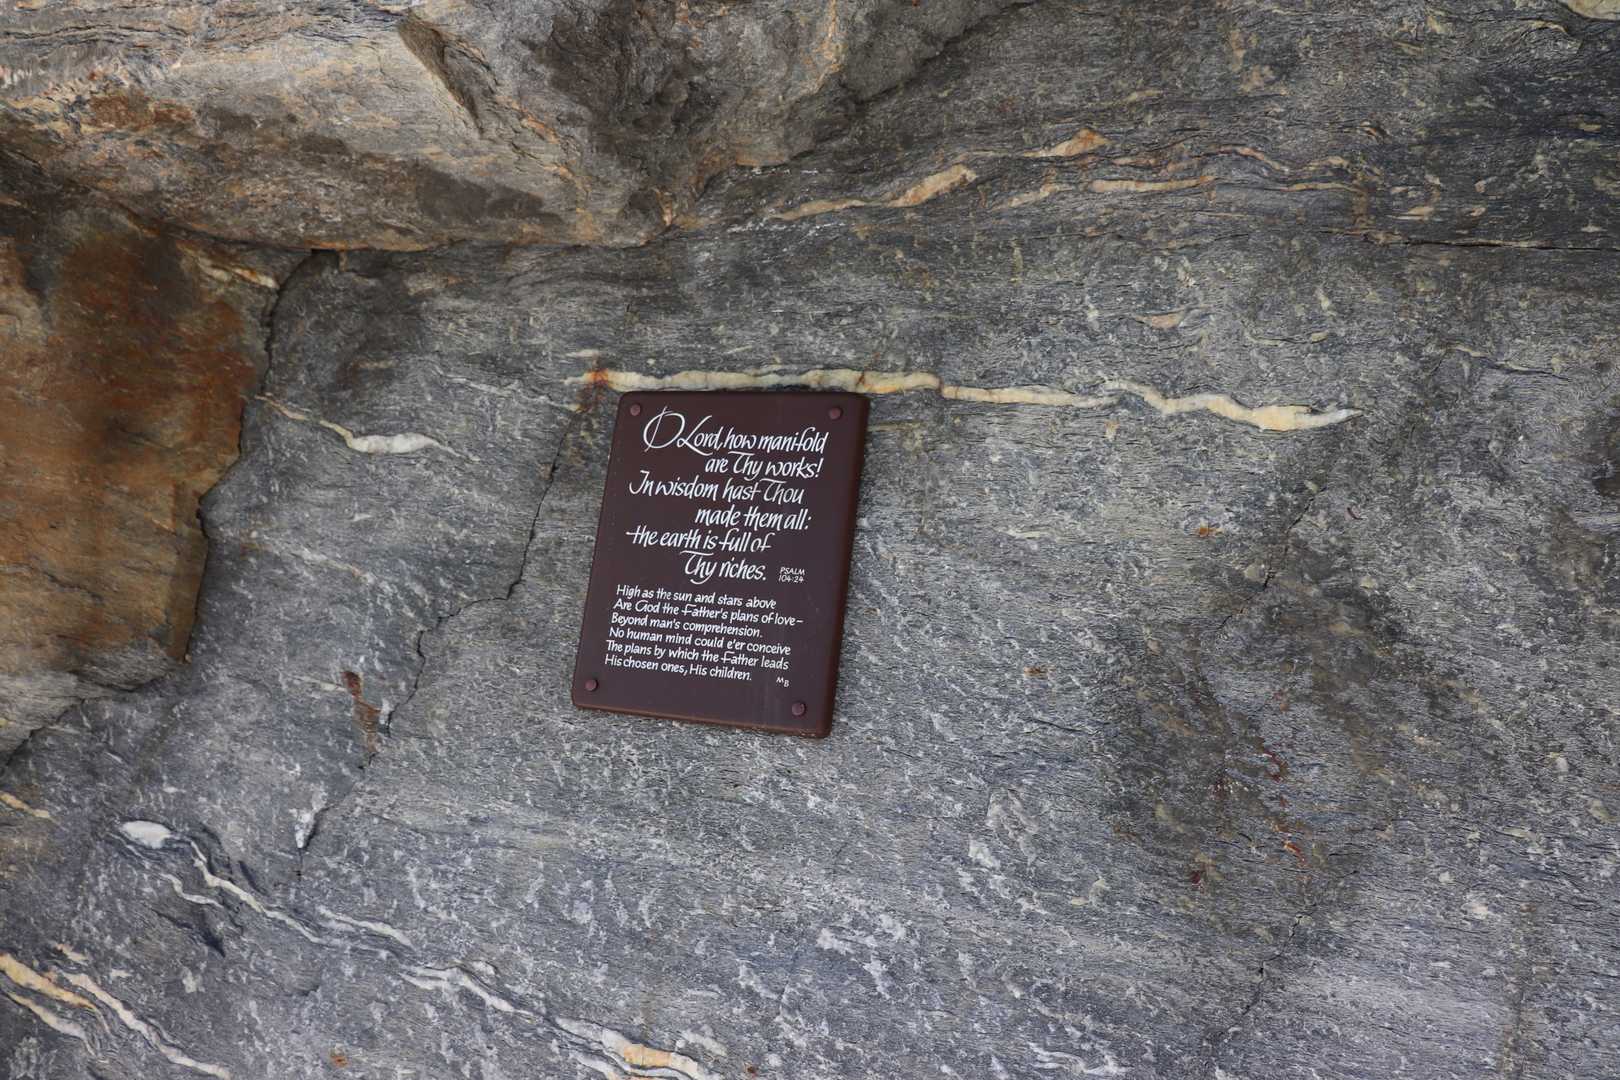 O Lord, how manifold
are Thy works!
In wisdom hast Thou
made them all:
the earth is full of
Thy riches.
PSALM
104:24
High as the sun and stars above
Are God the Father's plans of love–
Beyond man's comprehension.
No human mind could e'er conceive
The plans by which the Father leads
His chosen ones, His children.
MB